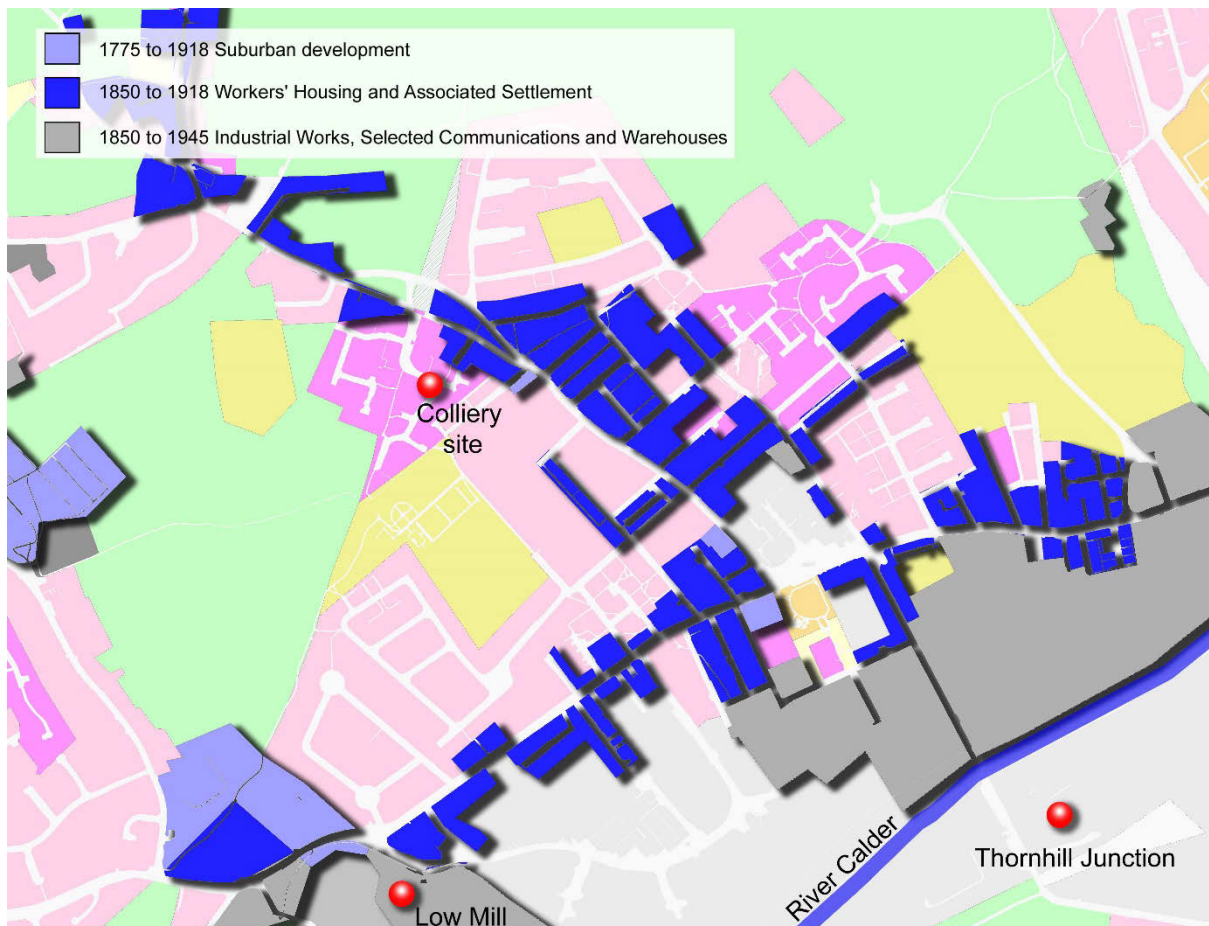 1775 to 1918 Suburban development
1850 to 1918 Workers' Housing and Associated Settlement
1850 to 1945 Industrial Works, Selected Communications and Warehouses
Colliery
site
River Calder
Thornhill Junction
Low Mill